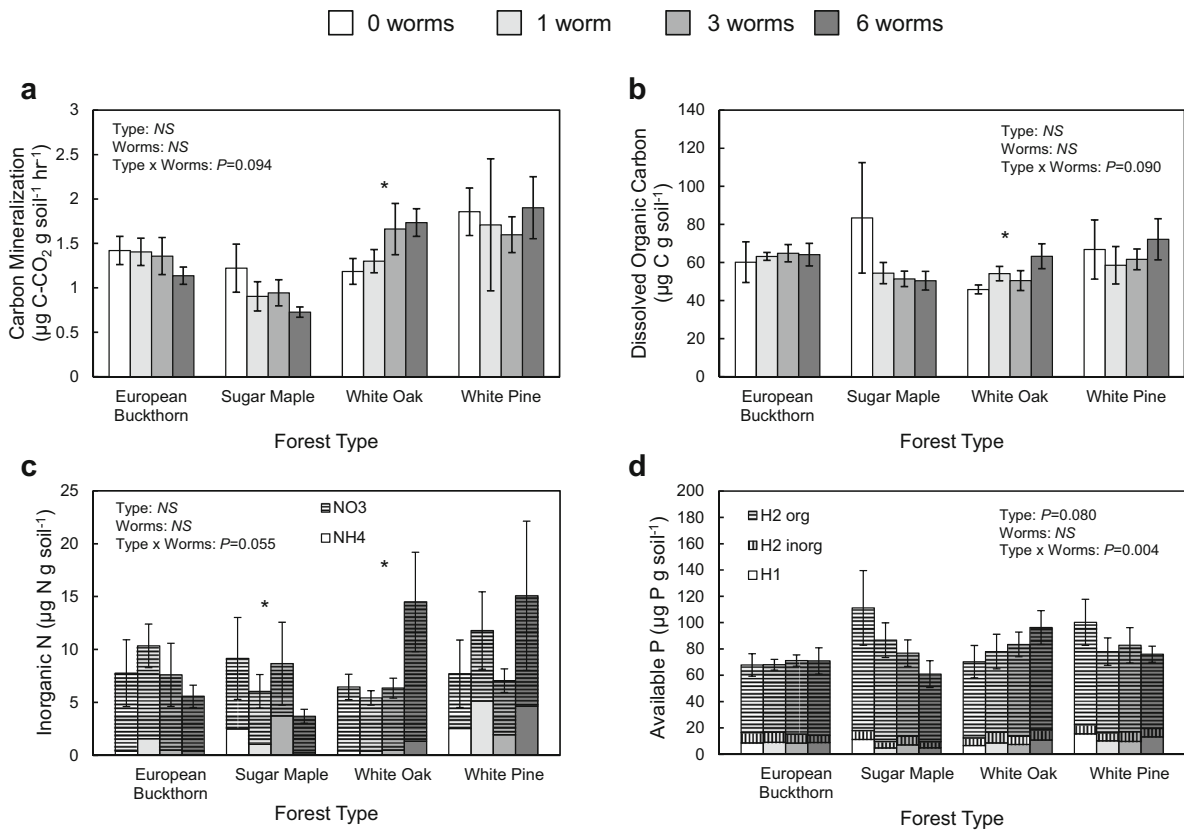 0 worms 1 worm 3 worms 6 worms
a
Carbon Mineralization
(µg C-CO2 g soil-1 hr-1)
3
2.5
2
1.5
1
0.5
0
Type: NS
Worms: NS
Type x Worms: P=0.094
*
European Buckthorn Sugar Maple White Oak White Pine
Forest Type
b
Dissolved Organic Carbon
(µg C g soil-1)
140
120
100
80
60
40
20
0
Type: NS
Worms: NS
Type x Worms: P=0.090
*
European Buckthorn Sugar Maple White Oak White Pine
Forest Type
c
Inorganic N (µg N g soil-1)
25
20
15
10
5
0
Type: NS
Worms: NS
Type x Worms: P=0.055
NO3
NH4
*
*
European Buckthorn Sugar Maple White Oak White Pine
Forest Type
d
Available P (µg P g soil-1)
200
180
160
140
120
100
80
60
40
20
0
H2 org
H2 inorg
H1
Type: P=0.080
Worms: NS
Type x Worms: P=0.004
European Buckthorn Sugar Maple White Oak White Pine
Forest Type